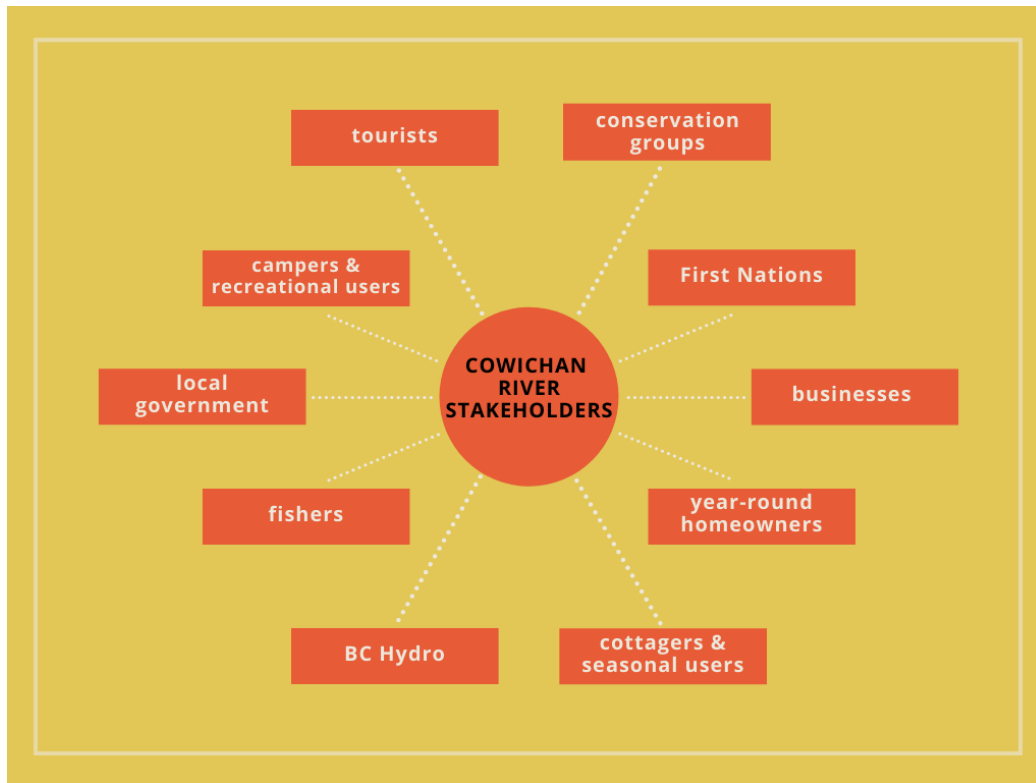 tourists
conservation
groups
campers &
recreational users
First Nations
COWICHAN
RIVER
STAKEHOLDERS
local
government
businesses
fishers
year-round
homeowners
BC Hydro
cottagers &
seasonal users